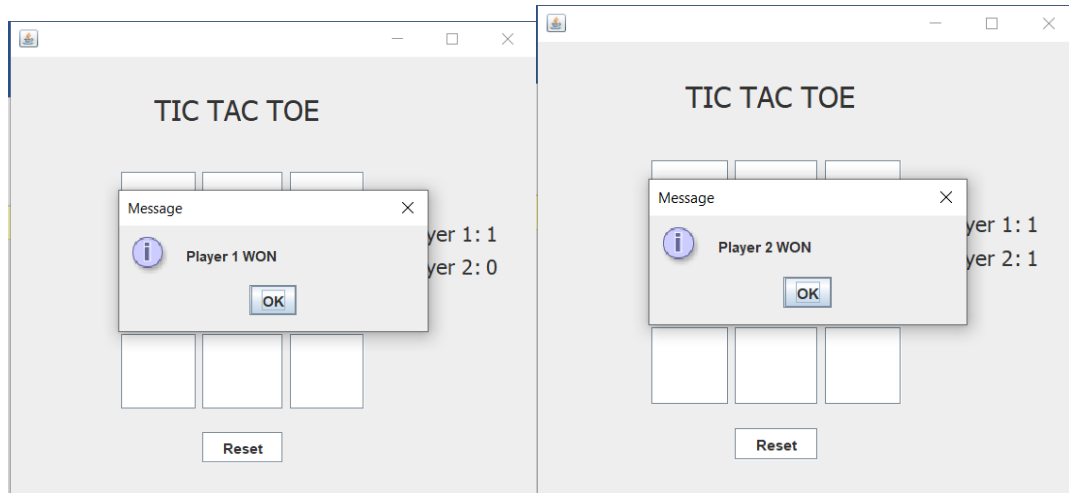 TIC TAC TOE
Message
i
Player 1 WON
OK
yer 1: 1
yer 2: 0
Reset
TIC TAC TOE
Message
i
Player 2 WON
OK
yer 1: 1
yer 2: 1
Reset